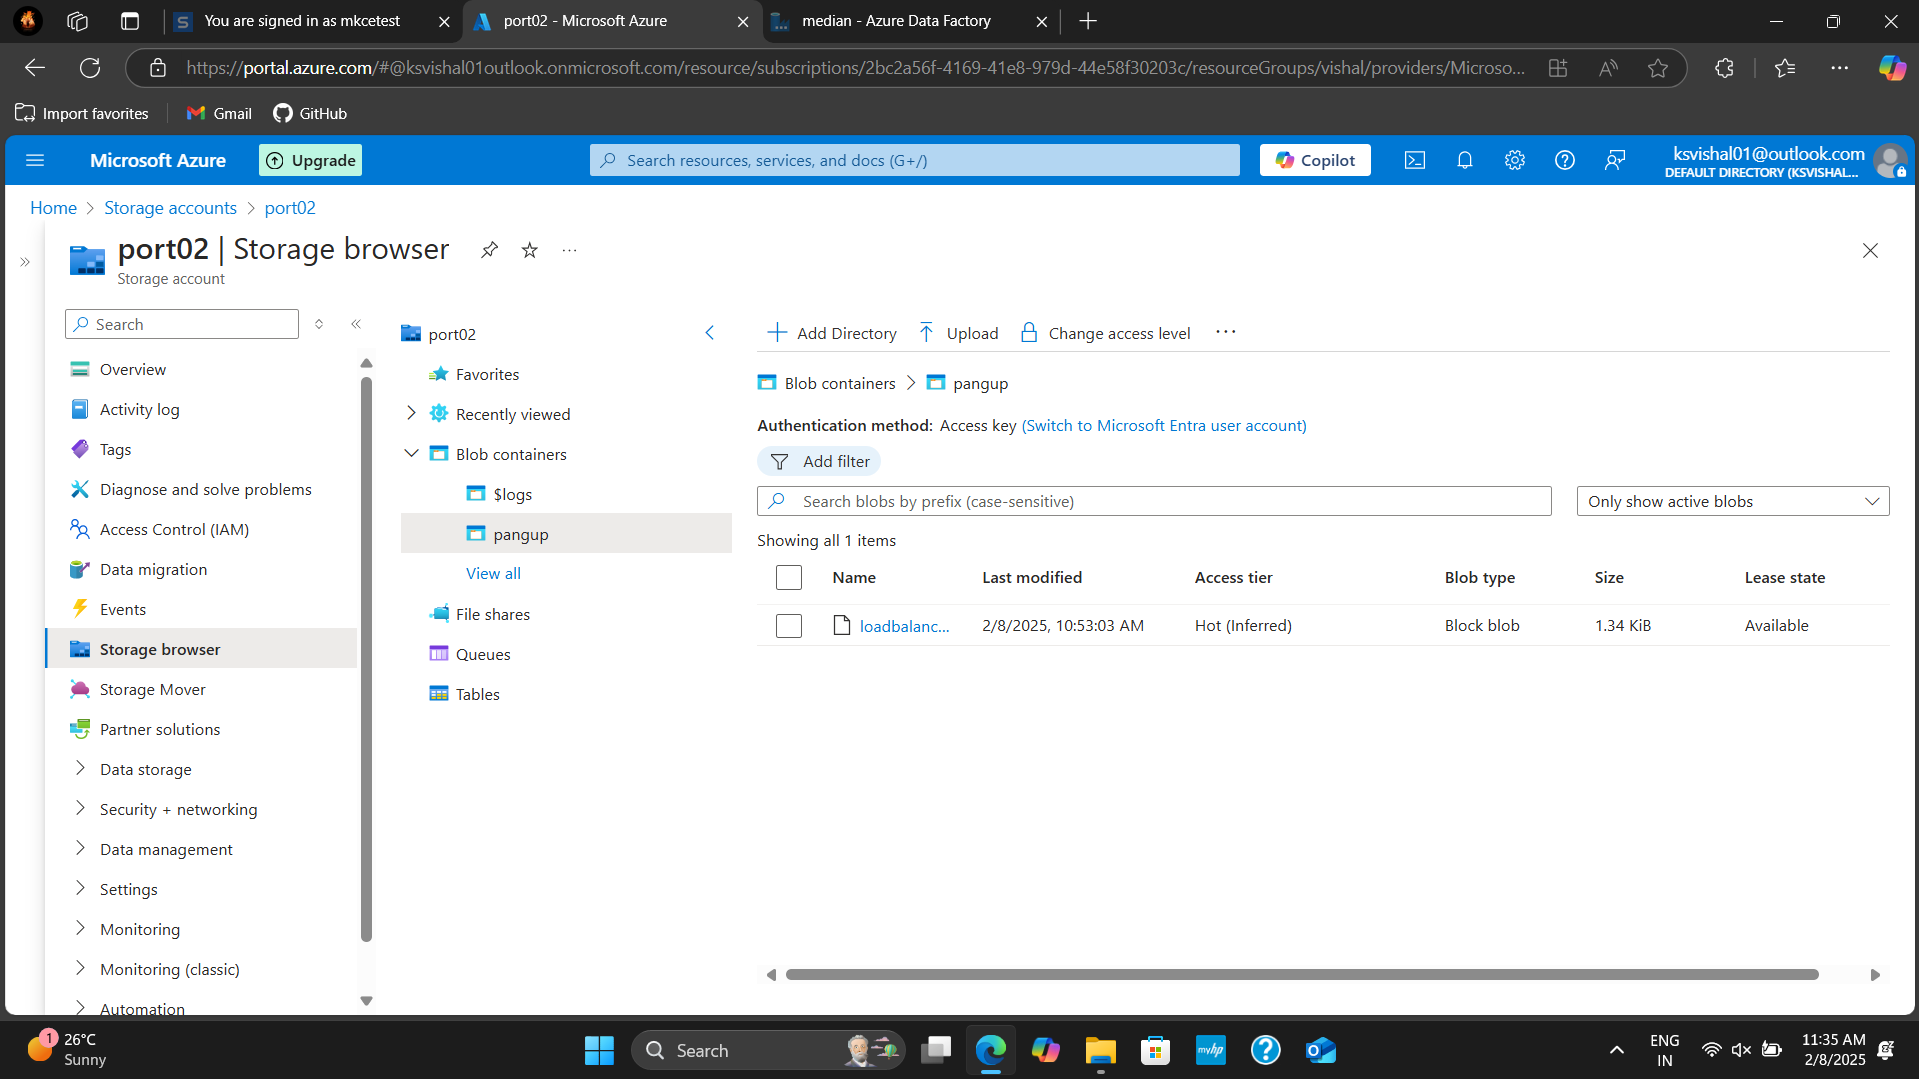 You are signed in as mkcetest
port02 - Microsoft Azure
median - Azure Data Factory
https://portal.azure.com/#@ksvishal01outlook.onmicrosoft.com/resource/subscriptions/2bc2a56f-4169-41e8-979d-44e58f30203c/resourceGroups/vishal/providers/Microso...
Import favorites
Gmail
GitHub
Microsoft Azure
Upgrade
Search resources, services, and docs (G+/)
Copilot
ksvishal01@outlook.com
DEFAULT DIRECTORY (KSVISHAL...
Home > Storage accounts > port02
port02 | Storage browser
Storage account
Search
Overview
Activity log
Tags
Diagnose and solve problems
Access Control (IAM)
Data migration
Events
Storage browser
Storage Mover
Partner solutions
Data storage
Security + networking
Data management
Settings
Monitoring
Monitoring (classic)
Automation
port02
Favorites
Recently viewed
Blob containers
$logs
pangup
View all
File shares
Queues
Tables
Add Directory
Upload
Change access level
Blob containers > pangup
Authentication method: Access key (Switch to Microsoft Entra user account)
Add filter
Search blobs by prefix (case-sensitive)
Only show active blobs
Showing all 1 items
Name Last modified Access tier Blob type Size Lease state
loadbalanc... 2/8/2025, 10:53:03 AM Hot (Inferred) Block blob 1.34 KiB Available
1
26°C
Sunny
Search
myhp
ENG
IN
11:35 AM
2/8/2025